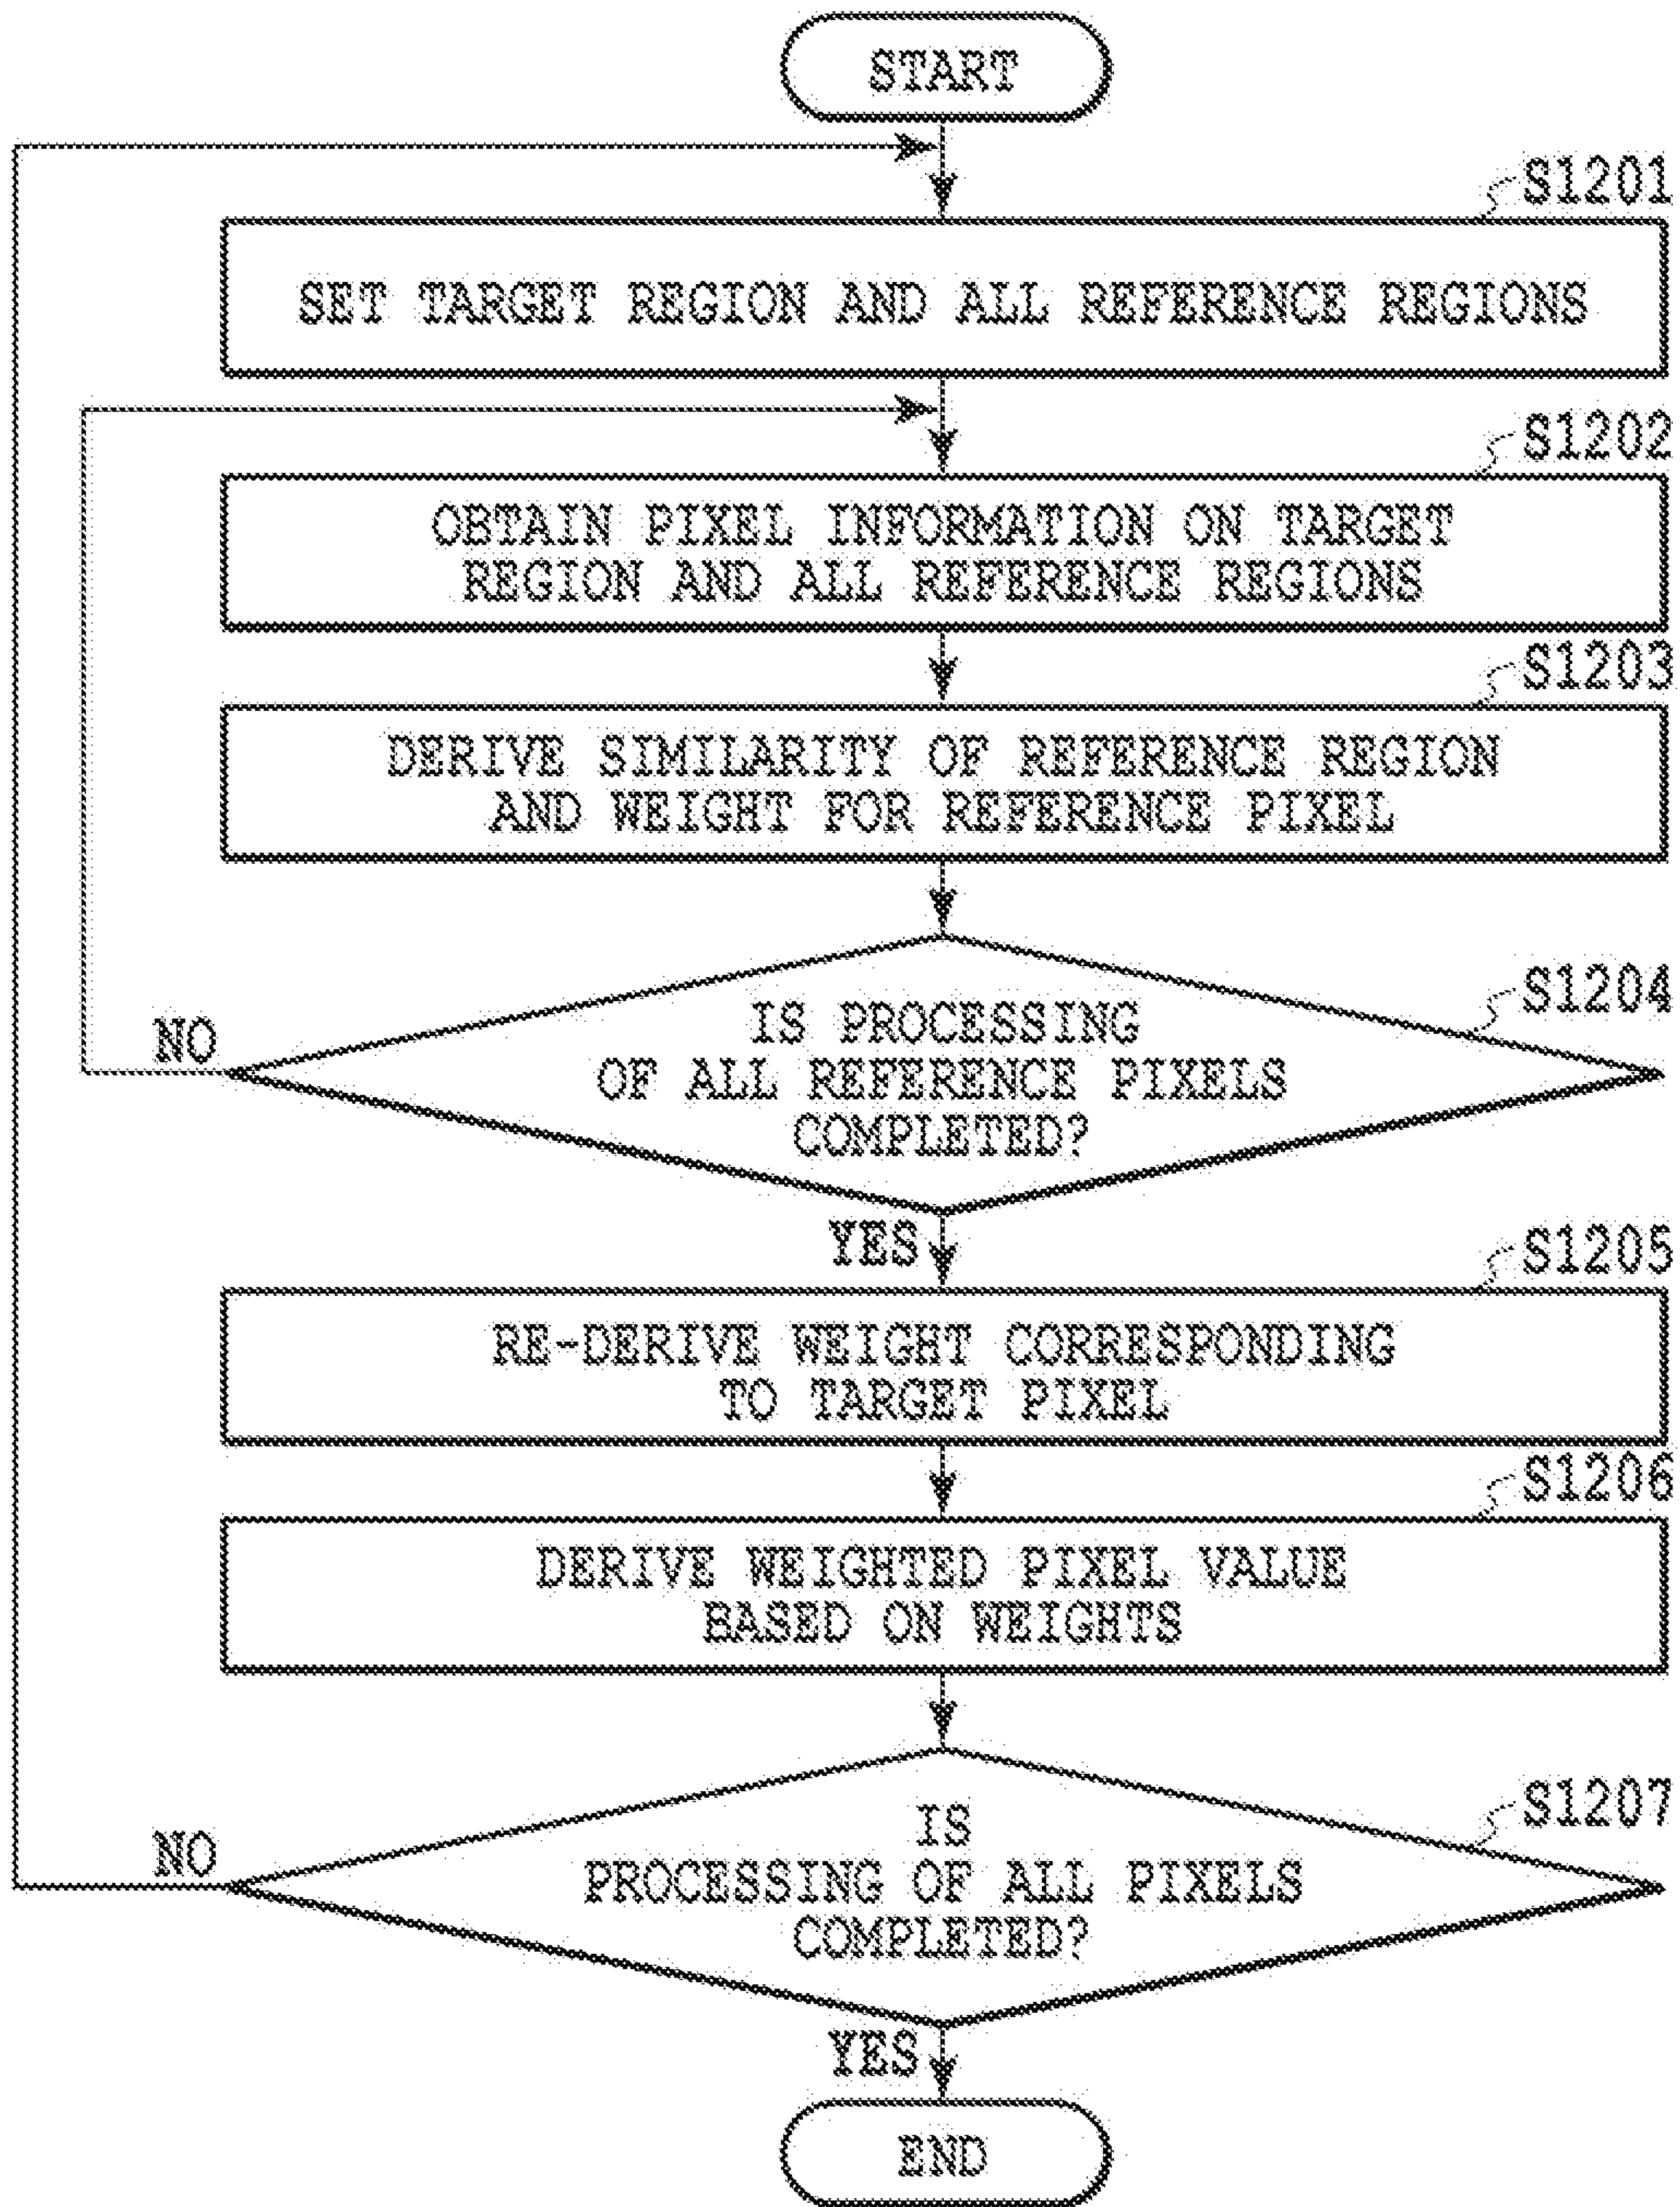 START
S1201
SET TARGET REGION AND ALL REFERENCE REGIONS
S1202
OBTAIN PIXEL INFORMATION ON TARGET
REGION AND ALL REFERENCE REGIONS
S1203
DERIVE SIMILARITY OF REFERENCE REGION
AND WEIGHT FOR REFERENCE PIXEL
S1204
NO
IS PROCESSING
OF ALL REFERENCE PIXELS
COMPLETED?
YES
S1205
RE-DERIVE WEIGHT CORRESPONDING
TO TARGET PIXEL
S1206
DERIVE WEIGHTED PIXEL VALUE
BASED ON WEIGHTS
S1207
NO
IS
PROCESSING OF ALL PIXELS
COMPLETED?
YES
END